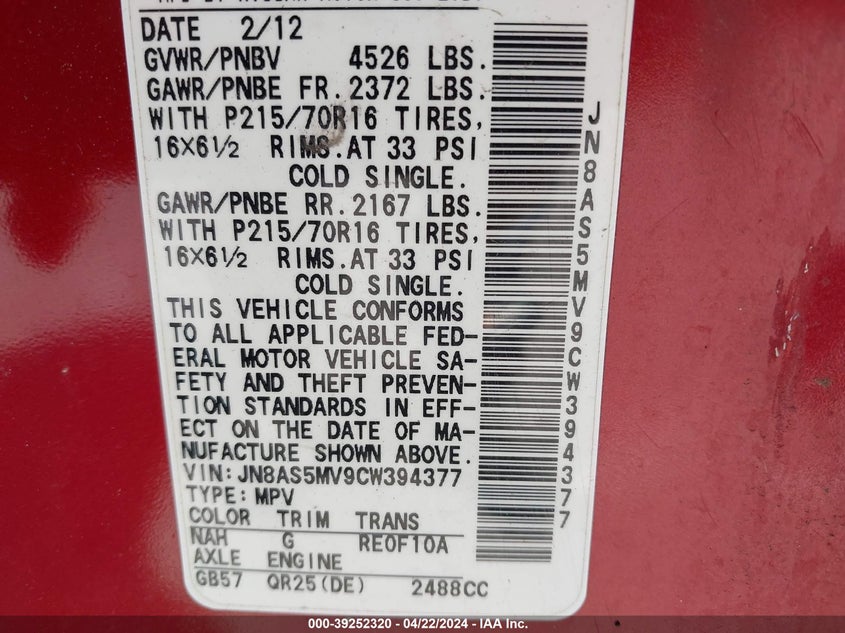 DATE 2/12
GVWR/PNBV 4526 LBS.
GAWR/PNBE FR. 2372 LBS.
WITH P215/70R16 TIRES,
16X6½ RIMS.AT 33 PSI
COLD SINGLE.
GAWR/PNBE RR. 2167 LBS.
WITH P215/70R16 TIRES,
16X6½ RIMS.AT 33 PSI
COLD SINGLE.
THIS VEHICLE CONFORMS
TO ALL APPLICABLE FED-
ERAL MOTOR VEHICLE SA-
FETY AND THEFT PREVEN-
TION STANDARDS IN EFF-
ECT ON THE DATE OF MA-
NUFACTURE SHOWN ABOVE.
VIN:JN8AS5MV9CW394377
TYPE:MPV
COLOR TRIM TRANS
NAH G RE0F10A
AXLE ENGINE
GB57 QR25(DE) 2488CC
JN8AS5MV9CW394377
000-39252320 - 04/22/2024 - IAA Inc.